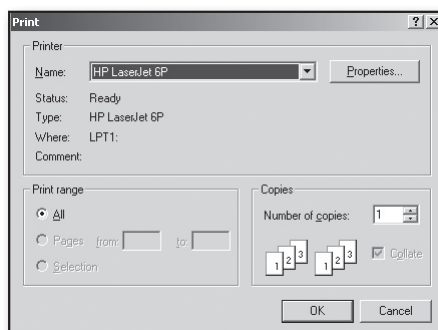 Print
Printer
Name: HP LaserJet 6P Properties...
Status: Ready
Type: HP LaserJet 6P
Where: LPT1:
Comment:
Print range
All
Pages from: to:
Selection
Copies
Number of copies: 1
1 2 3 1 2 3 Collate
OK Cancel